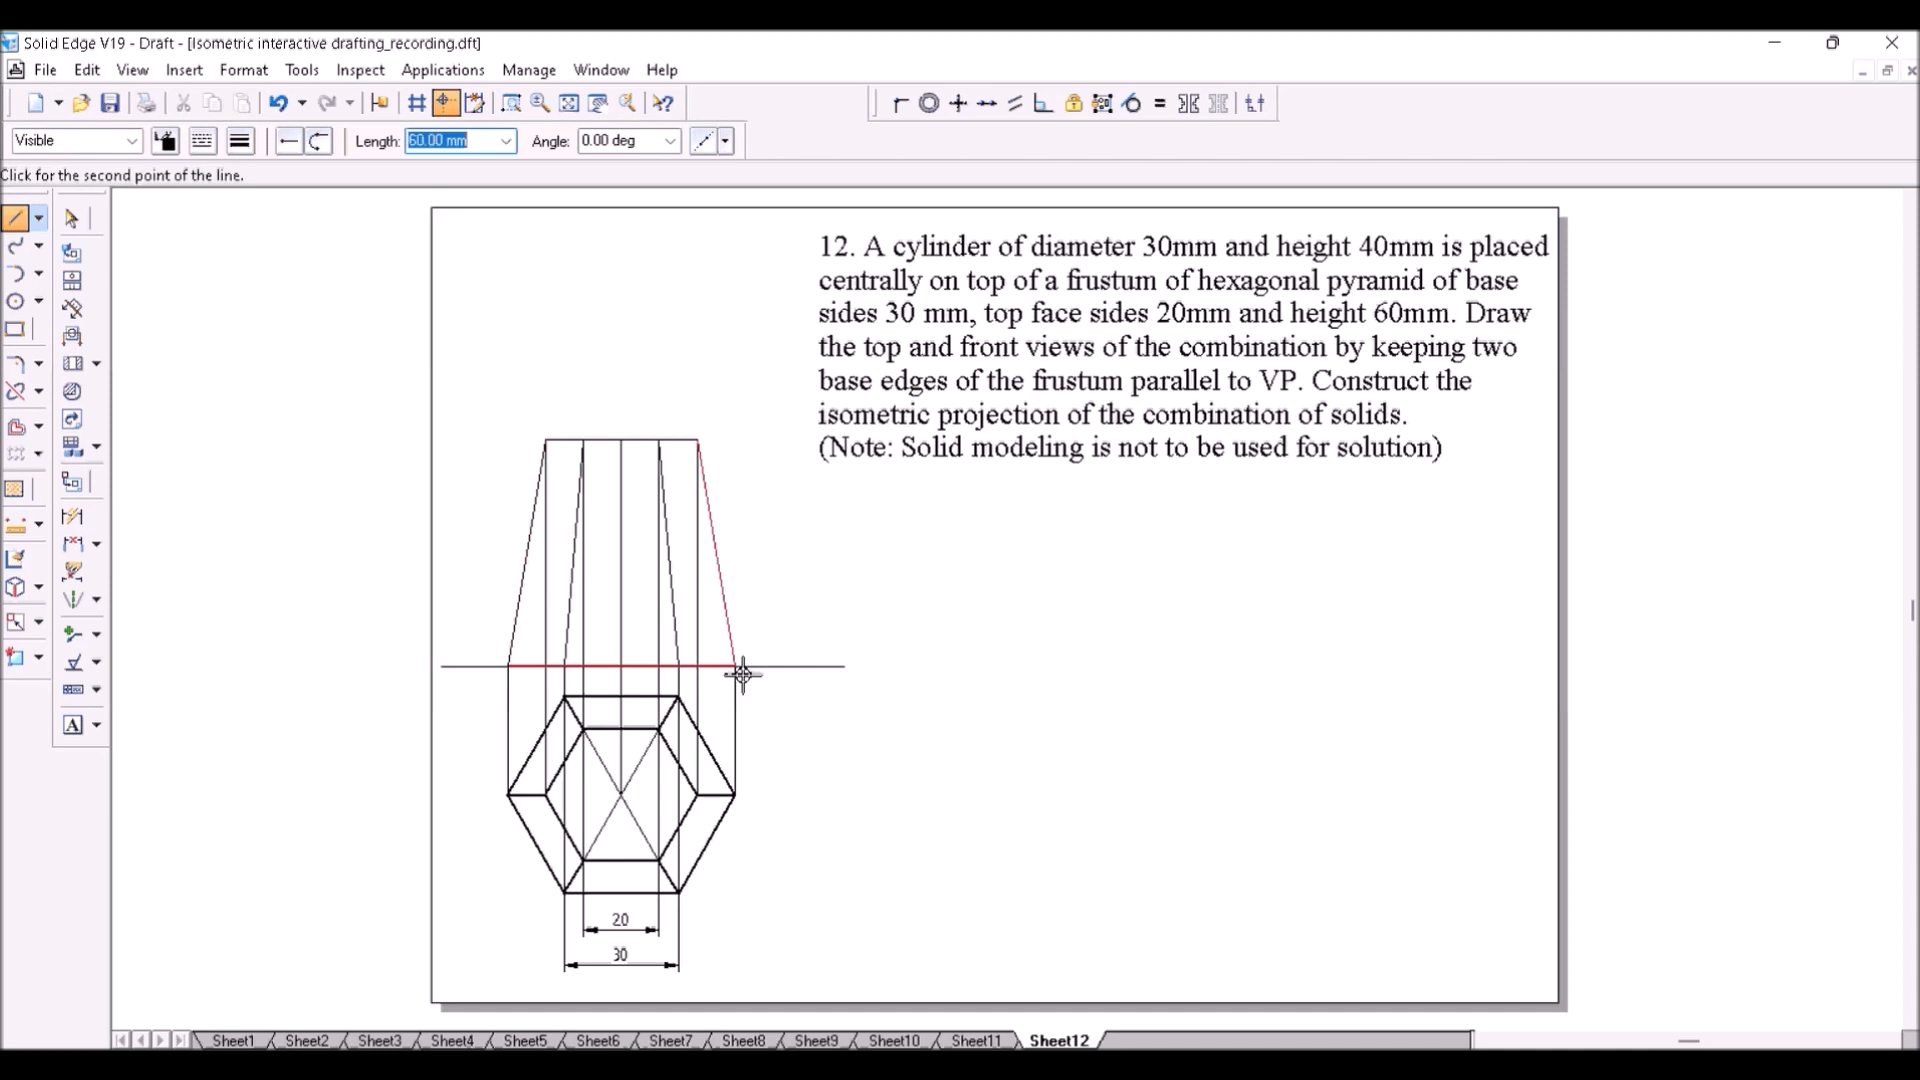 Solid Edge V19 - Draft - [Isometric interactive drafting_recording.dft]
File Edit View Insert Format Tools Inspect Applications Manage Window Help
Visible Length: 60.00 mm Angle: 0.00 deg
Click for the second point of the line.
12. A cylinder of diameter 30mm and height 40mm is placed
centrally on top of a frustum of hexagonal pyramid of base
sides 30 mm, top face sides 20mm and height 60mm. Draw
the top and front views of the combination by keeping two
base edges of the frustum parallel to VP. Construct the
isometric projection of the combination of solids.
(Note: Solid modeling is not to be used for solution)
20
30
Sheet1 Sheet2 Sheet3 Sheet4 Sheet5 Sheet6 Sheet7 Sheet8 Sheet9 Sheet10 Sheet11 Sheet12